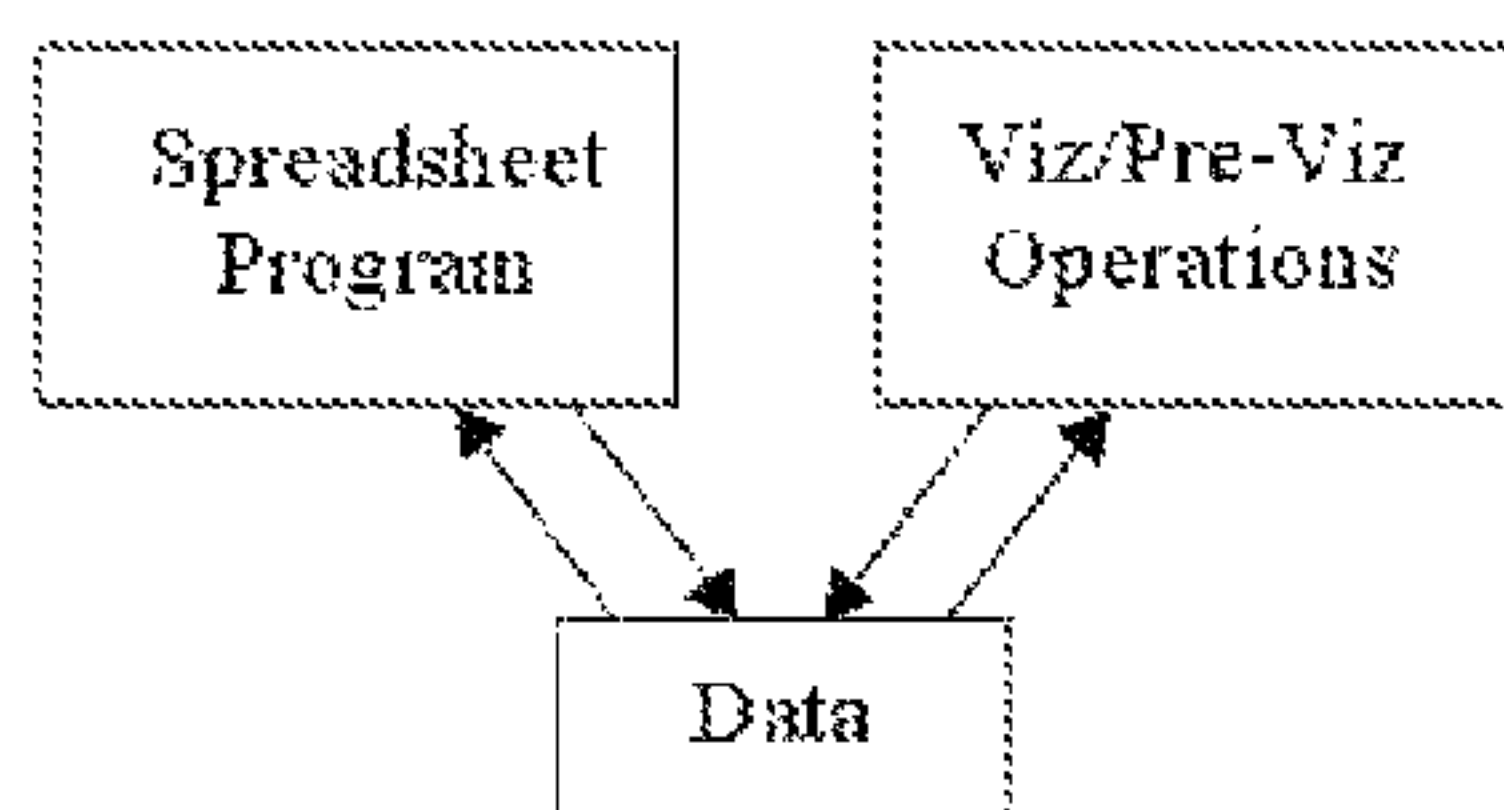 Spreadsheet
Program
Viz/Pre-Viz
Operations
Data